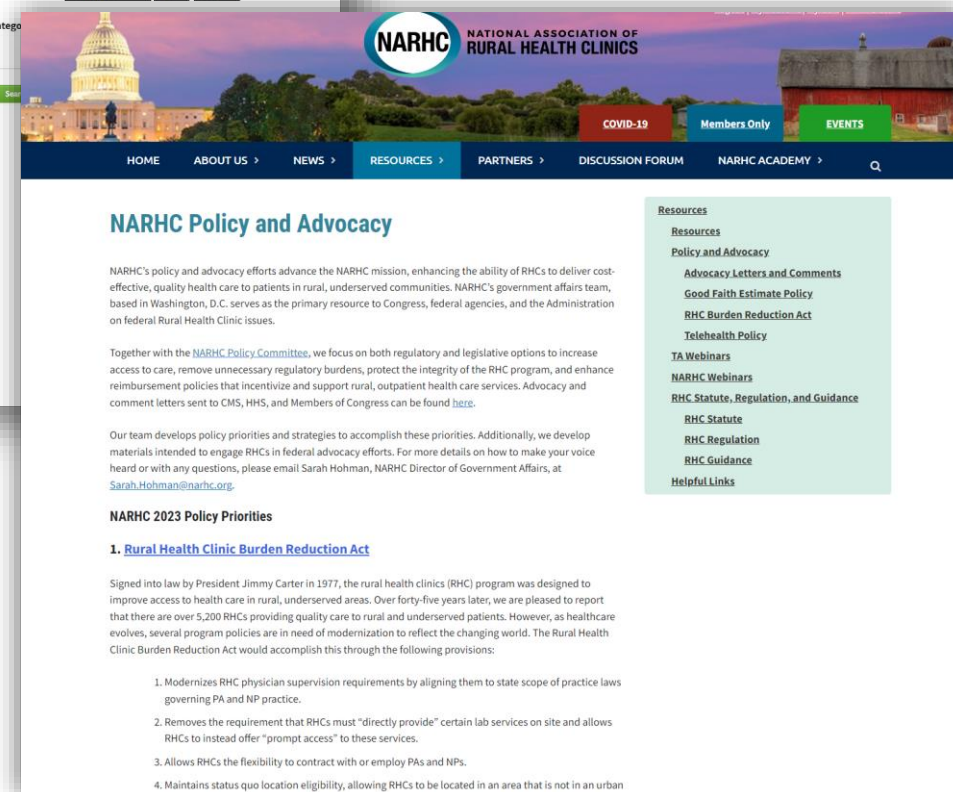 NARHC
NATIONAL ASSOCIATION OF
RURAL HEALTH CLINICS
COVID-19
Members Only
EVENTS
HOME
ABOUT US >
NEWS >
RESOURCES >
PARTNERS >
DISCUSSION FORUM
NARHC ACADEMY >
NARHC Policy and Advocacy
NARHC's policy and advocacy efforts advance the NARHC mission, enhancing the ability of RHCs to deliver cost-
effective, quality health care to patients in rural, underserved communities. NARHC's government affairs team,
based in Washington, D.C. serves as the primary resource to Congress, federal agencies, and the Administration
on federal Rural Health Clinic issues.
Together with the NARHC Policy Committee, we focus on both regulatory and legislative options to increase
access to care, remove unnecessary regulatory burdens, protect the integrity of the RHC program, and enhance
reimbursement policies that incentivize and support rural, outpatient health care services. Advocacy and
comment letters sent to CMS, HHS, and Members of Congress can be found here.
Our team develops policy priorities and strategies to accomplish these priorities. Additionally, we develop
materials intended to engage RHCs in federal advocacy efforts. For more details on how to make your voice
heard or with any questions, please email Sarah Hohman, NARHC Director of Government Affairs, at
Sarah.Hohman@narhc.org.
NARHC 2023 Policy Priorities
1. Rural Health Clinic Burden Reduction Act
Signed into law by President Jimmy Carter in 1977, the rural health clinics (RHC) program was designed to
improve access to health care in rural, underserved areas. Over forty-five years later, we are pleased to report
that there are over 5,200 RHCs providing quality care to rural and underserved patients. However, as healthcare
evolves, several program policies are in need of modernization to reflect the changing world. The Rural Health
Clinic Burden Reduction Act would accomplish this through the following provisions:
1. Modernizes RHC physician supervision requirements by aligning them to state scope of practice laws
governing PA and NP practice.
2. Removes the requirement that RHCs must "directly provide" certain lab services on site and allows
RHCs to instead offer "prompt access" to these services.
3. Allows RHCs the flexibility to contract with or employ PAs and NPs.
4. Maintains status quo location eligibility, allowing RHCs to be located in an area that is not in an urban
Resources
Resources
Policy and Advocacy
Advocacy Letters and Comments
Good Faith Estimate Policy
RHC Burden Reduction Act
Telehealth Policy
TA Webinars
NARHC Webinars
RHC Statute, Regulation, and Guidance
RHC Statute
RHC Regulation
RHC Guidance
Helpful Links